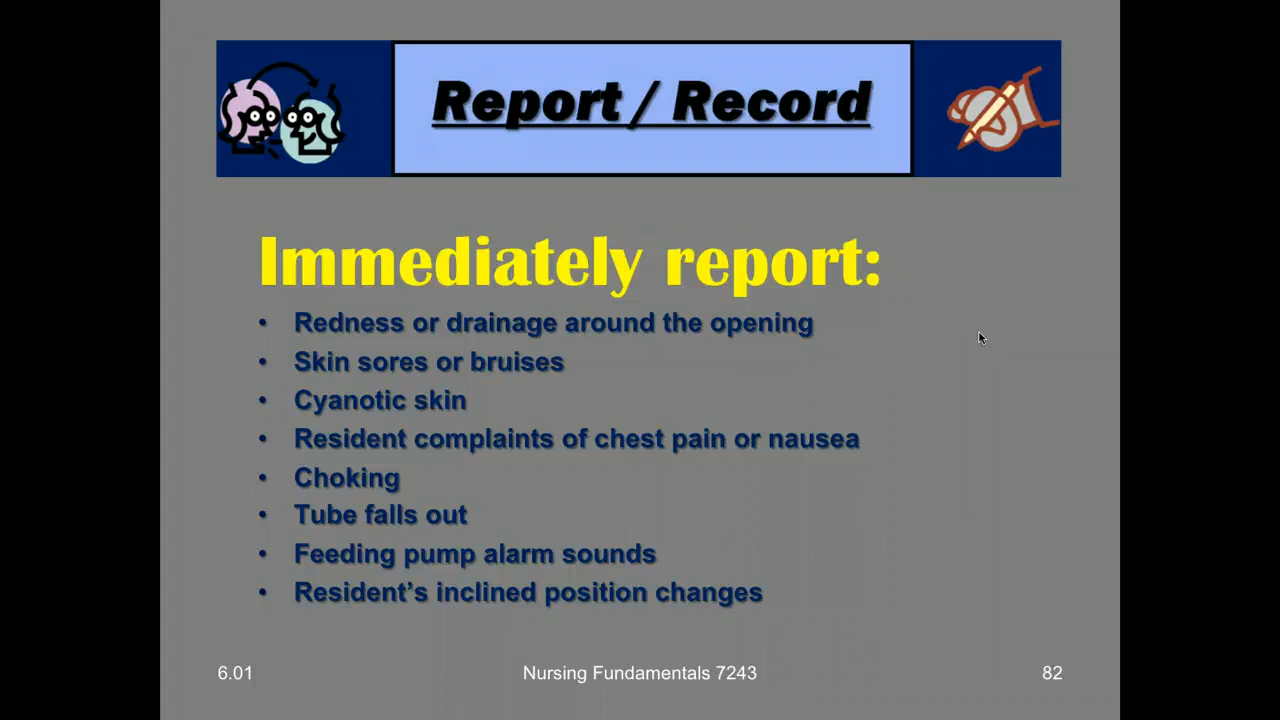 Report / Record
Immediately report:
• Redness or drainage around the opening
• Skin sores or bruises
• Cyanotic skin
• Resident complaints of chest pain or nausea
• Choking
• Tube falls out
• Feeding pump alarm sounds
• Resident’s inclined position changes
6.01 Nursing Fundamentals 7243 82